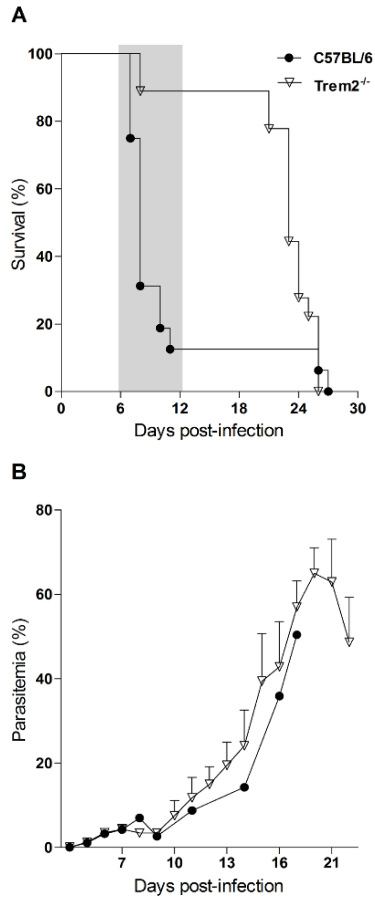 A
100
80
60
40
20
0
Survival (%)
C57BL/6
Trem2-/-
0 6 12 18 24 30
Days post-infection
B
80
60
40
20
0
Parasitemia (%)
7 10 13 16 21
Days post-infection